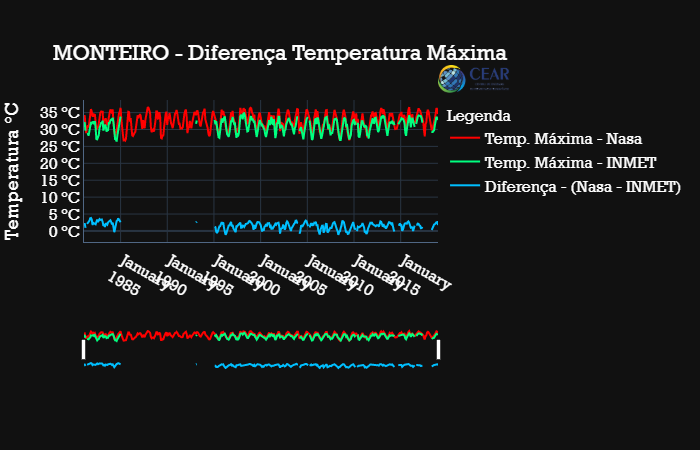 MONTEIRO - Diferença Temperatura Máxima
CEAR
Legenda
Temp. Máxima - Nasa
Temp. Máxima - INMET
Diferença - (Nasa - INMET)
Temperatura °C
35 °C
30 °C
25 °C
20 °C
15 °C
10 °C
5 °C
0 °C
January
1985
January
1990
January
1995
January
2000
January
2005
January
2010
January
2015